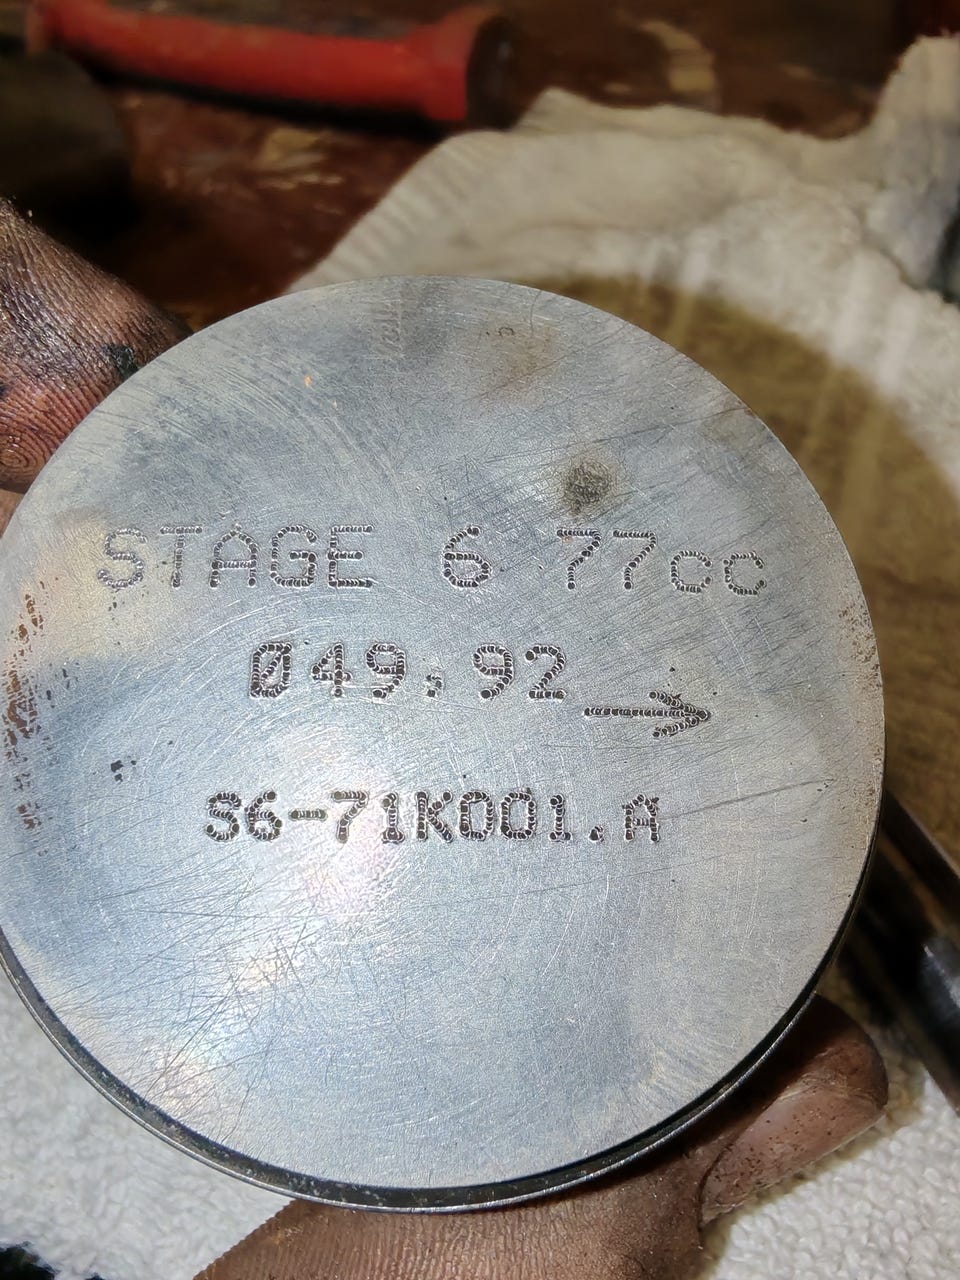 STAGE 6 77cc
Ø49,92 →
S6-71K001.A